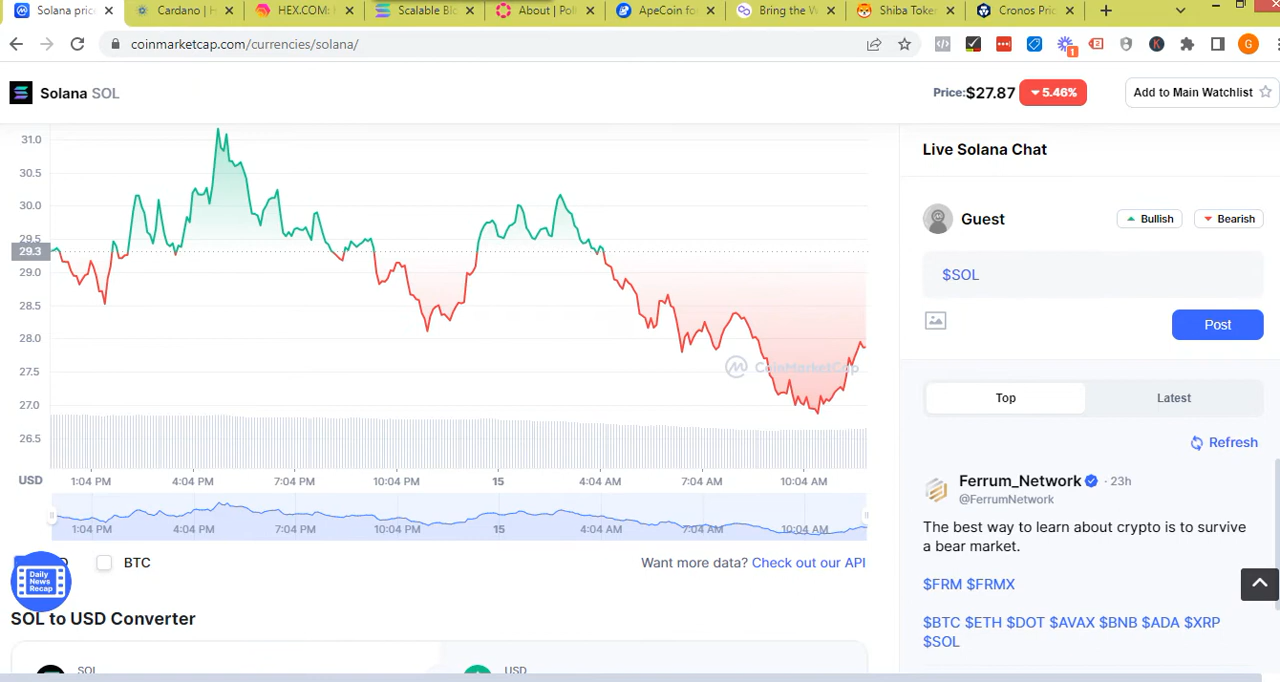 Solana pric
Cardano | H
HEX.COM:
Scalable Blo
About | Pol
ApeCoin fo
Bring the W
Shiba Token
Cronos Pric
coinmarketcap.com/currencies/solana/
1
K
G
Solana SOL
Price:$27.87 5.46%
Add to Main Watchlist
31.0
30.5
30.0
29.5
29.3
29.0
28.5
28.0
27.5
27.0
26.5
CoinMarketCap
USD
1:04 PM 4:04 PM 7:04 PM 10:04 PM 15 4:04 AM 7:04 AM 10:04 AM
1:04 PM 4:04 PM 7:04 PM 10:04 PM 15 4:04 AM 7:04 AM 10:04 AM
D BTC
Want more data? Check out our API
Daily
News
Recap
SOL to USD Converter
SOL
USD
Live Solana Chat
Guest
Bullish
Bearish
$SOL
Post
Top
Latest
Refresh
Ferrum_Network · 23h
@FerrumNetwork
The best way to learn about crypto is to survive
a bear market.
$FRM $FRMX
$BTC $ETH $DOT $AVAX $BNB $ADA $XRP
$SOL